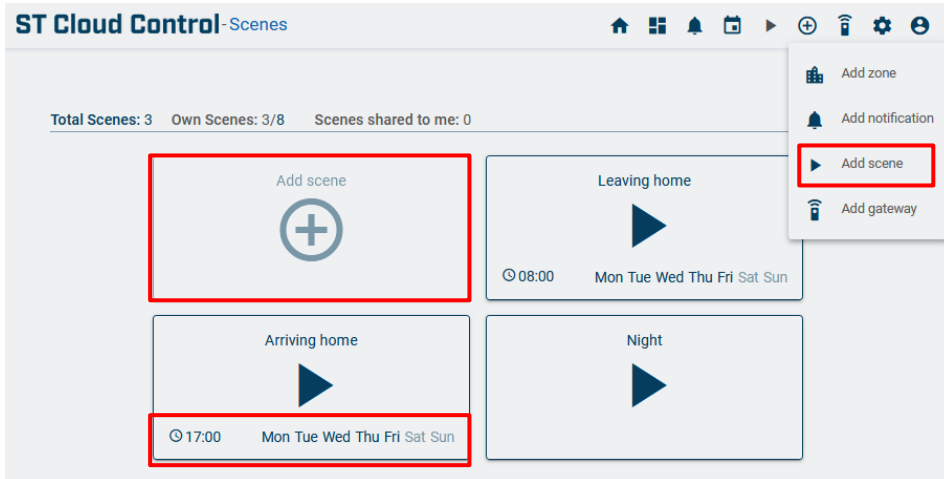 ST Cloud Control - Scenes
Add zone
Add notification
Add scene
Add gateway
Total Scenes: 3 Own Scenes: 3/8 Scenes shared to me: 0
Add scene
Leaving home
08:00 Mon Tue Wed Thu Fri Sat Sun
Arriving home
17:00 Mon Tue Wed Thu Fri Sat Sun
Night